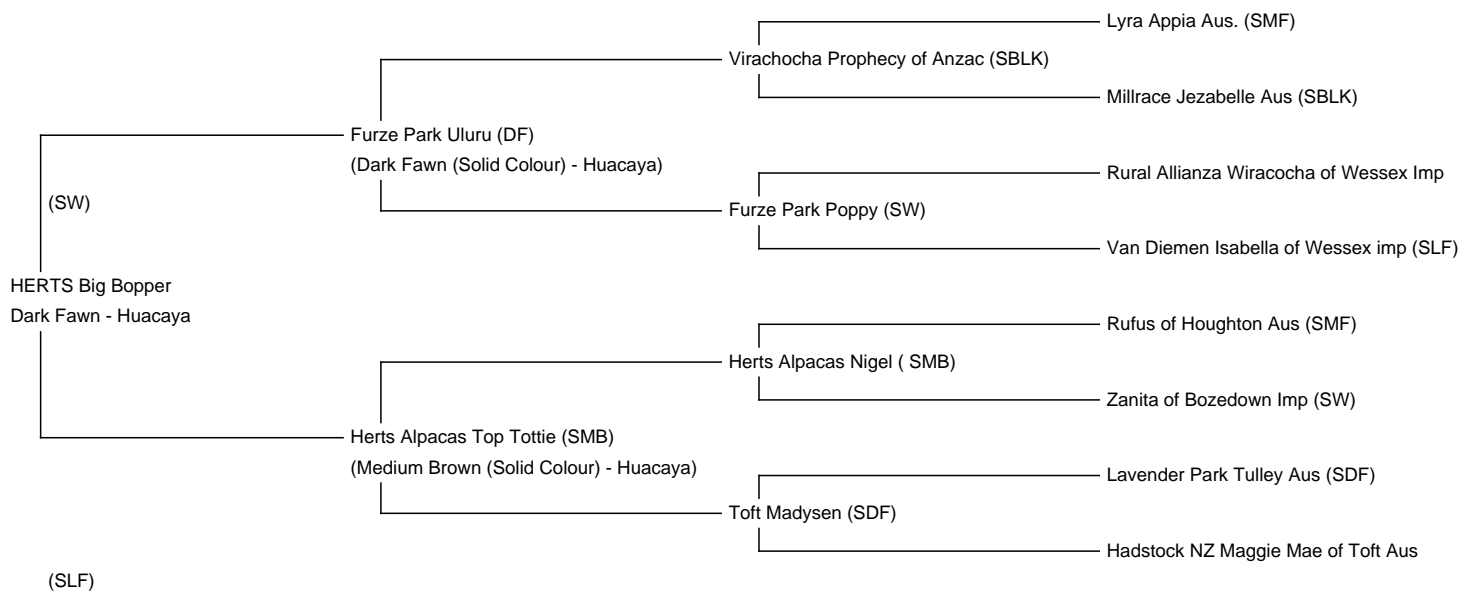 Lyra Appia Aus. (SMF)
Virachocha Prophecy of Anzac (SBLK)
Millrace Jezabelle Aus (SBLK)
Furze Park Uluru (DF)
(Dark Fawn (Solid Colour) - Huacaya)
Rural Allianza Wiracocha of Wessex Imp
(SW)
Furze Park Poppy (SW)
Van Diemen Isabella of Wessex imp (SLF)
HERTS Big Bopper
Dark Fawn - Huacaya
Rufus of Houghton Aus (SMF)
Herts Alpacas Nigel ( SMB)
Zanita of Bozedown Imp (SW)
Herts Alpacas Top Tottie (SMB)
(Medium Brown (Solid Colour) - Huacaya)
Lavender Park Tulley Aus (SDF)
Toft Madysen (SDF)
Hadstock NZ Maggie Mae of Toft Aus
(SLF)